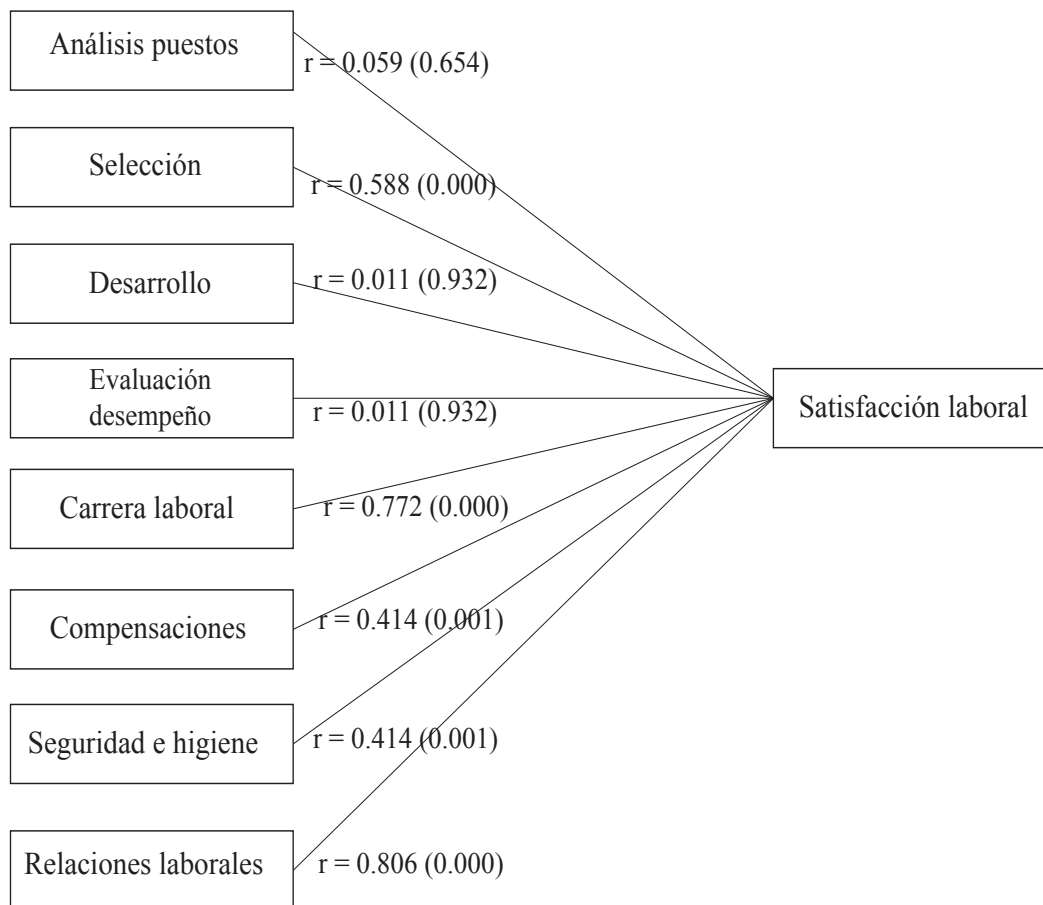 Análisis puestos
r = 0.059 (0.654)
Selección
r = 0.588 (0.000)
Desarrollo
r = 0.011 (0.932)
Evaluación
desempeño
r = 0.011 (0.932)
Satisfacción laboral
Carrera laboral
r = 0.772 (0.000)
Compensaciones
r = 0.414 (0.001)
Seguridad e higiene
r = 0.414 (0.001)
Relaciones laborales
r = 0.806 (0.000)